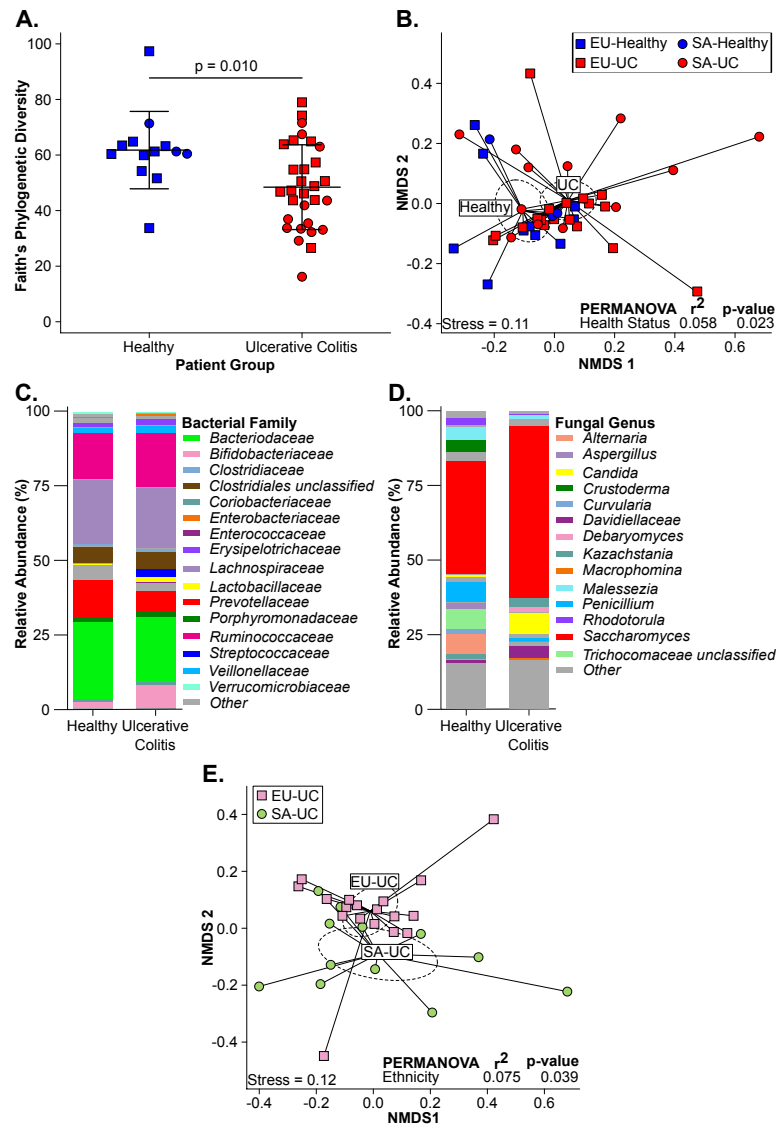 A.
100
80
60
40
20
0
p = 0.010
Faith's Phylogenetic Diversity
Healthy
Ulcerative Colitis
Patient Group
B.
EU-Healthy
SA-Healthy
EU-UC
SA-UC
0.4
0.2
0.0
-0.2
-0.4
NMDS 2
UC
Healthy
PERMANOVA r2 p-value
Stress = 0.11 Health Status 0.058 0.023
-0.2 0.0 0.2 0.4 0.6
NMDS 1
C.
100
75
50
25
0
Relative Abundance (%)
Healthy
Ulcerative
Colitis
Bacterial Family
Bacteriodaceae
Bifidobacteriaceae
Clostridiaceae
Clostridiales unclassified
Coriobacteriaceae
Enterobacteriaceae
Enterococcaceae
Erysipelotrichaceae
Lachnospiraceae
Lactobacillaceae
Prevotellaceae
Porphyromonadaceae
Ruminococcaceae
Streptococcaceae
Veillonellaceae
Verrucomicrobiaceae
Other
D.
100
75
50
25
0
Relative Abundance (%)
Healthy
Ulcerative
Colitis
Fungal Genus
Alternaria
Aspergillus
Candida
Crustoderma
Curvularia
Davidiellaceae
Debaryomyces
Kazachstania
Macrophomina
Malessezia
Penicillium
Rhodotorula
Saccharomyces
Trichocomaceae unclassified
Other
E.
EU-UC
SA-UC
0.4
0.2
0.0
-0.2
-0.4
NMDS 2
EU-UC
SA-UC
PERMANOVA r2 p-value
Stress = 0.12 Ethnicity 0.075 0.039
-0.4 -0.2 0.0 0.2 0.4 0.6
NMDS1